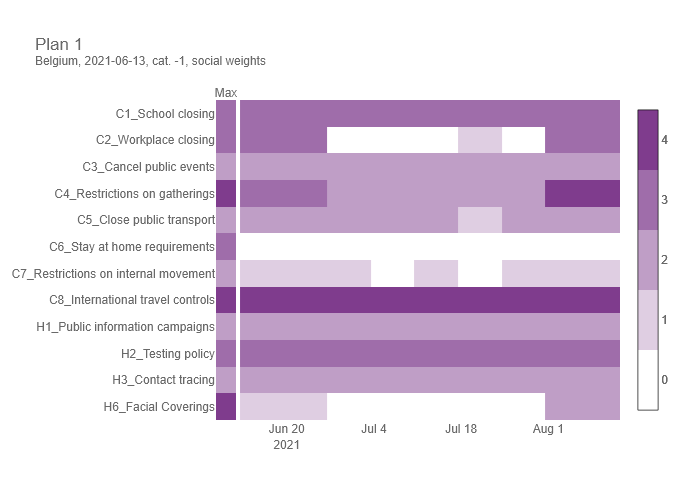 Plan 1
Belgium, 2021-06-13, cat. -1, social weights
Max
C1_School closing
C2_Workplace closing
C3_Cancel public events
C4_Restrictions on gatherings
C5_Close public transport
C6_Stay at home requirements
C7_Restrictions on internal movement
C8_International travel controls
H1_Public information campaigns
H2_Testing policy
H3_Contact tracing
H6_Facial Coverings
Jun 20 Jul 4 Jul 18 Aug 1
2021
4
3
2
1
0